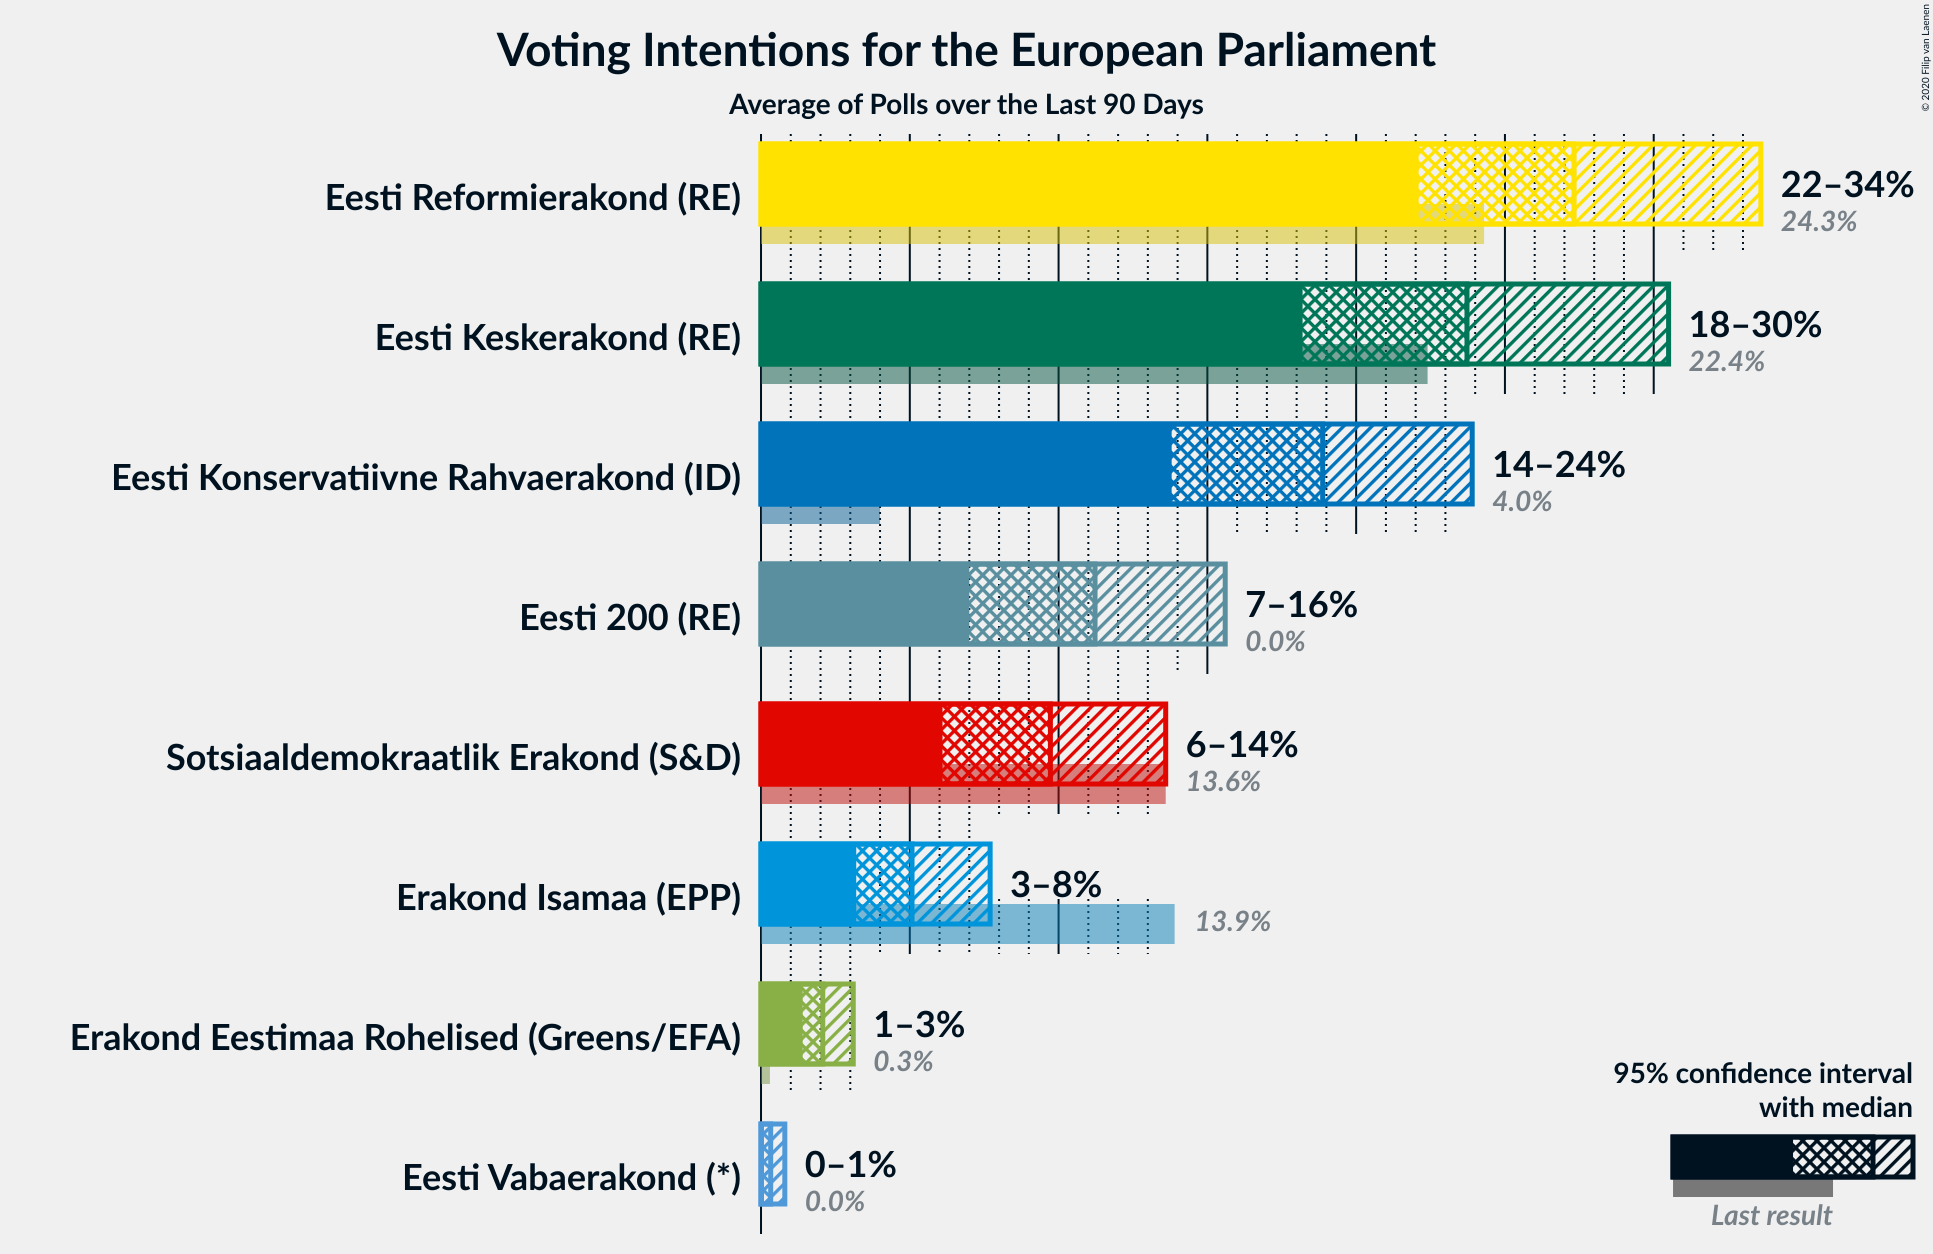 Voting Intentions for the European Parliament
Average of Polls over the Last 90 Days
© 2020 Filip van Laenen
Eesti Reformierakond (RE)
22–34%
24.3%
Eesti Keskerakond (RE)
18–30%
22.4%
Eesti Konservatiivne Rahvaerakond (ID)
14–24%
4.0%
Eesti 200 (RE)
7–16%
0.0%
Sotsiaaldemokraatlik Erakond (S&D)
6–14%
13.6%
Erakond Isamaa (EPP)
3–8%
13.9%
Erakond Eestimaa Rohelised (Greens/EFA)
1–3%
0.3%
Eesti Vabaerakond (*)
0–1%
0.0%
95% confidence interval
with median
Last result